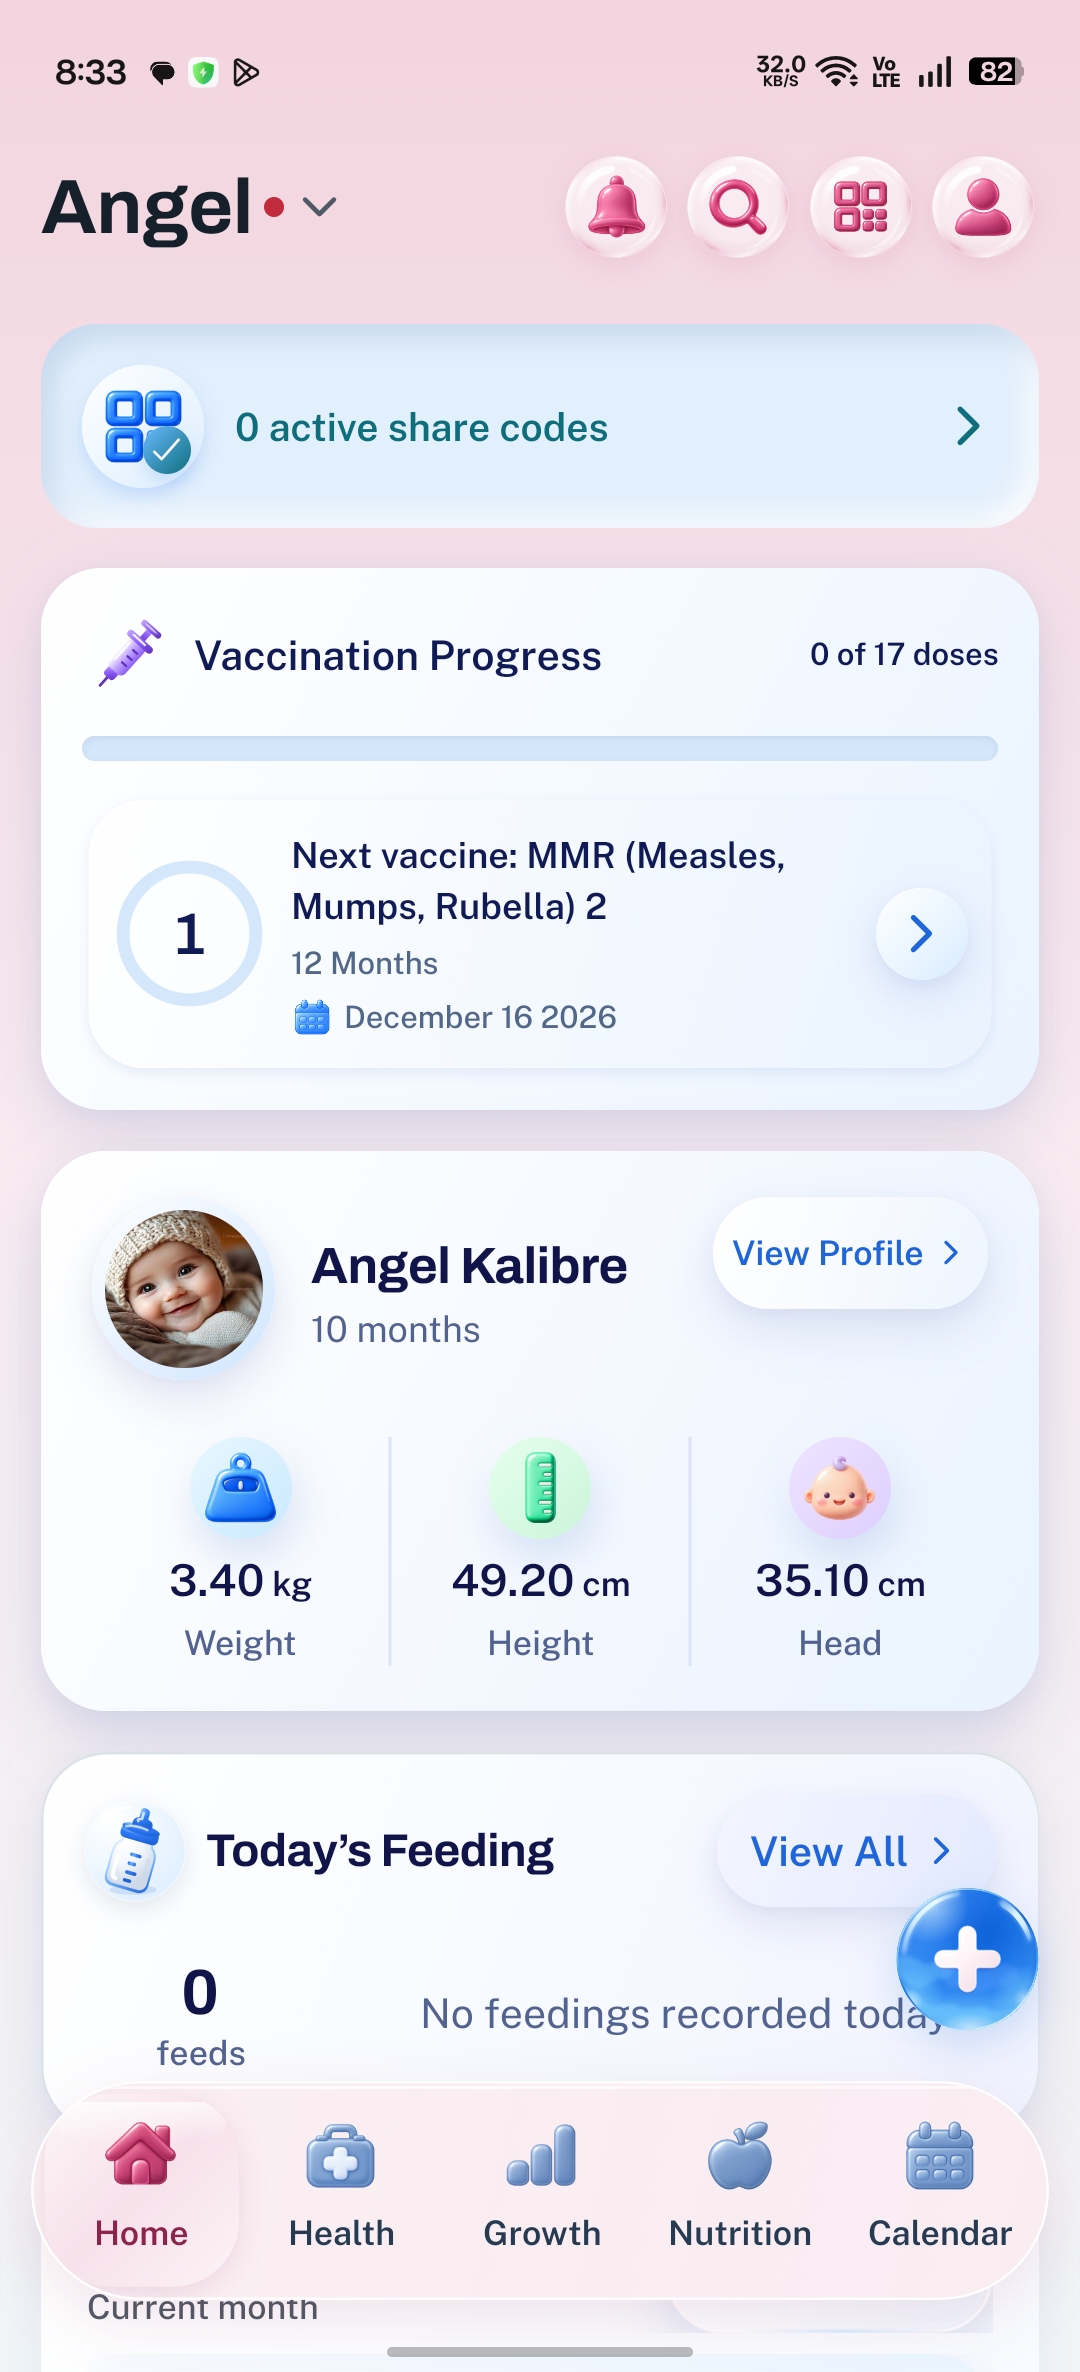 8:33
32.0
KB/S
Vo
LTE
82
Angel
0 active share codes
Vaccination Progress
0 of 17 doses
1
Next vaccine: MMR (Measles,
Mumps, Rubella) 2
12 Months
December 16 2026
Angel Kalibre
View Profile
10 months
3.40 kg
49.20 cm
35.10 cm
Weight
Height
Head
Today’s Feeding
View All
0
feeds
No feedings recorded today
Home
Health
Growth
Nutrition
Calendar
Current month